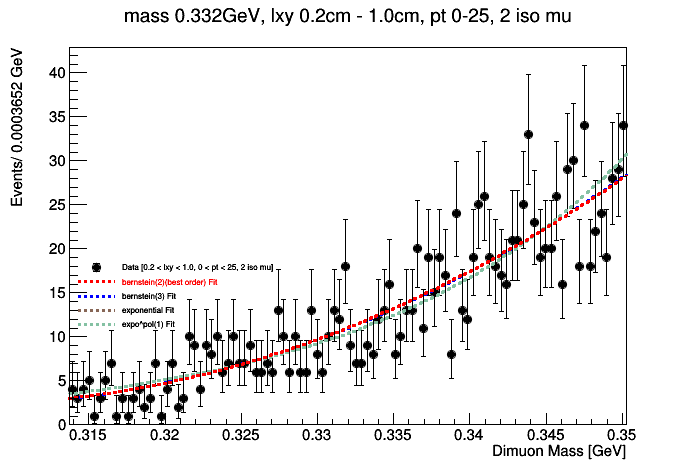 mass 0.332GeV, lxy 0.2cm - 1.0cm, pt 0-25, 2 iso mu
Events/ 0.0003652 GeV
40
35
30
25
20
15
10
5
0
Data [0.2 < lxy < 1.0, 0 < pt < 25, 2 iso mu]
bernstein(2)(best order) Fit
bernstein(3) Fit
exponential Fit
expo*pol(1) Fit
0.315 0.32 0.325 0.33 0.335 0.34 0.345 0.35
Dimuon Mass [GeV]